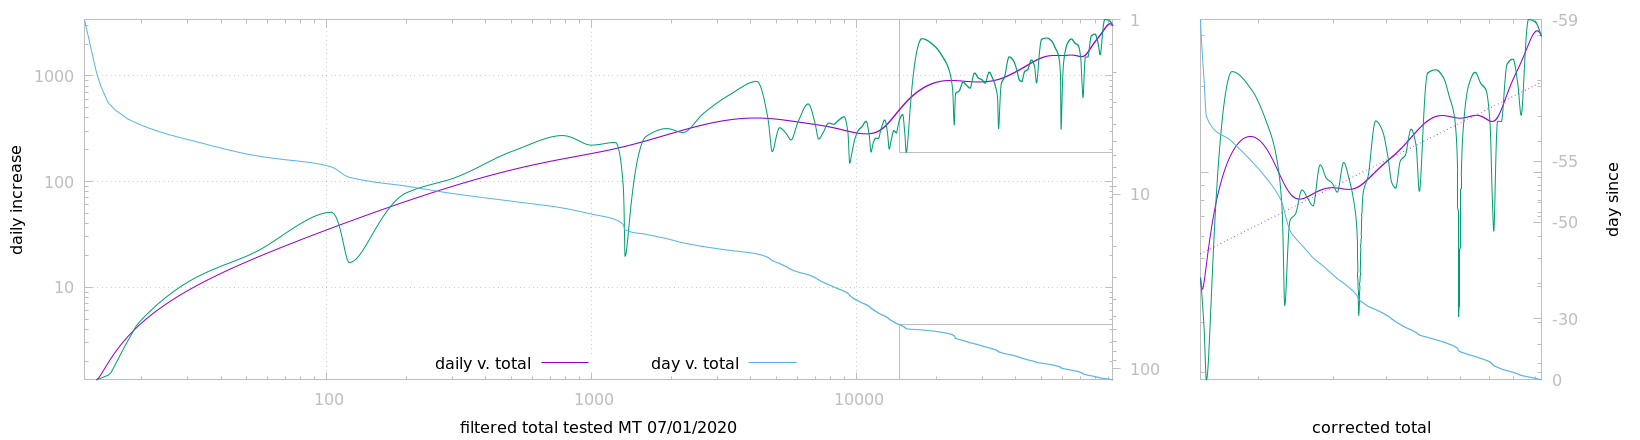 1
-59
1000
daily increase
100
10
-55
-50
day since
10
-30
daily v. total
day v. total
100
0
100
1000
10000
filtered total tested MT 07/01/2020
corrected total